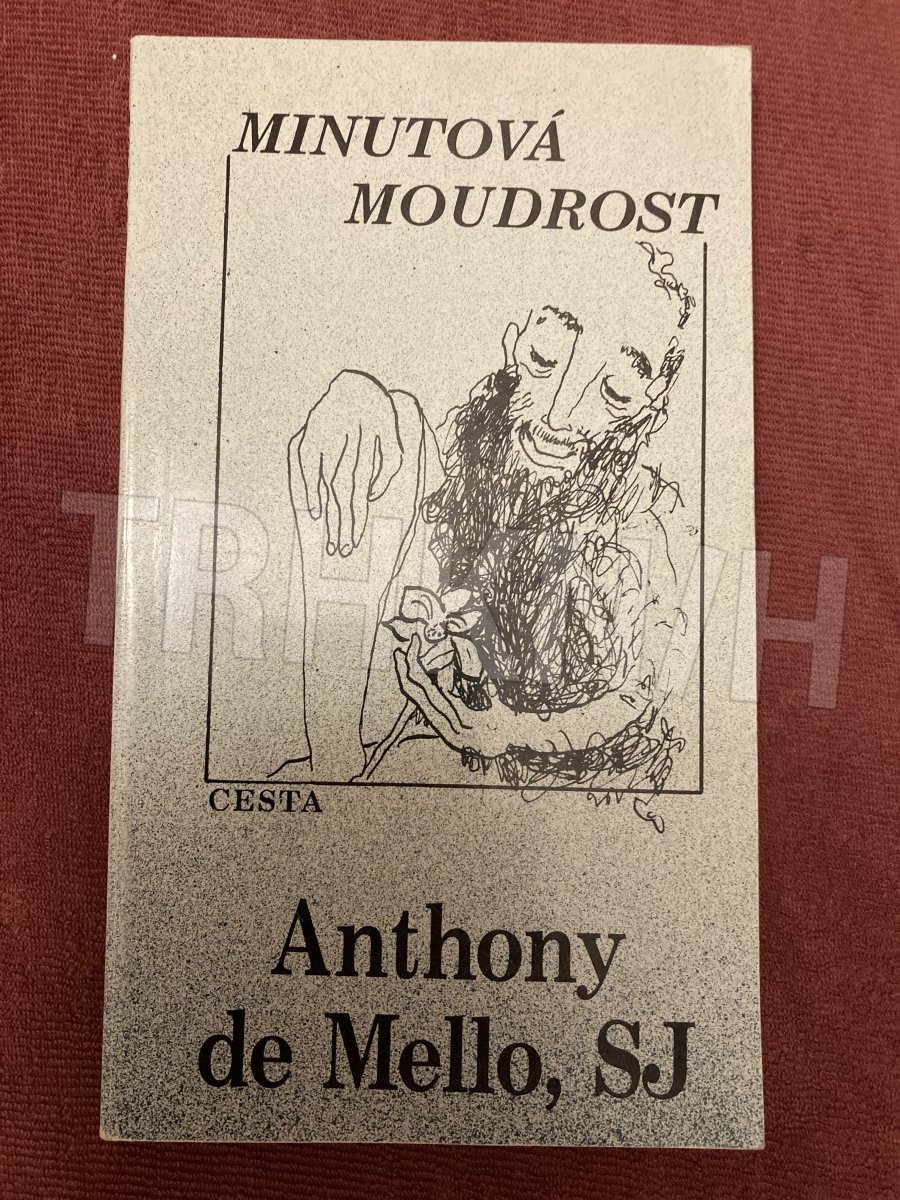 MINUTOVÁ
MOUDROST
CESTA
Anthony
de Mello, SJ